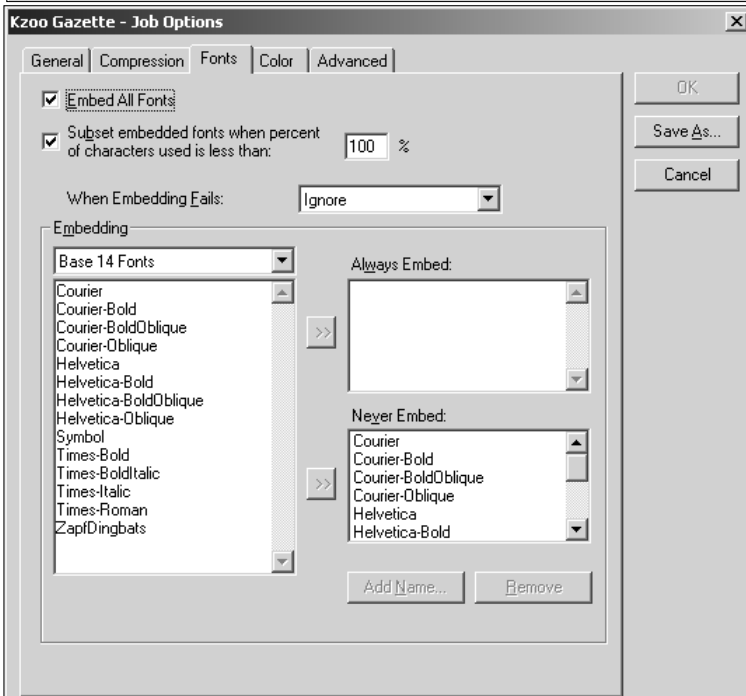 Kzoo Gazette - Job Options
General Compression Fonts Color Advanced
Embed All Fonts
Subset embedded fonts when percent
of characters used is less than: 100 %
When Embedding Fails: Ignore
OK
Save As...
Cancel
Embedding
Base 14 Fonts
Courier
Courier-Bold
Courier-BoldOblique
Courier-Oblique
Helvetica
Helvetica-Bold
Helvetica-BoldOblique
Helvetica-Oblique
Symbol
Times-Bold
Times-BoldItalic
Times-Italic
Times-Roman
ZapfDingbats
>>
>>
Always Embed:
Never Embed:
Courier
Courier-Bold
Courier-BoldOblique
Courier-Oblique
Helvetica
Helvetica-Bold
Add Name... Remove